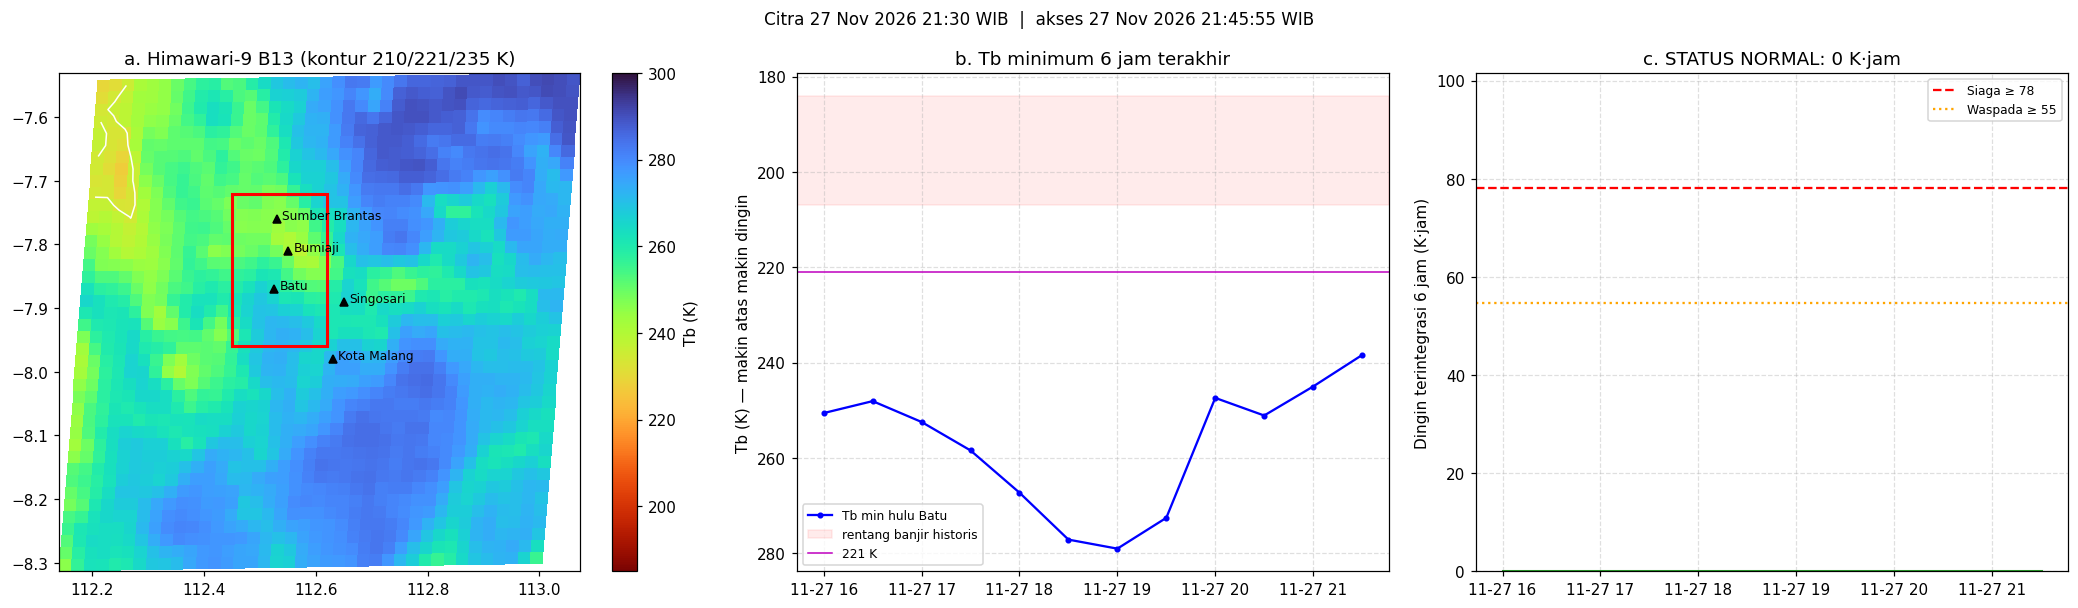 Citra 27 Nov 2026 21:30 WIB | akses 27 Nov 2026 21:45:55 WIB
a. Himawari-9 B13 (kontur 210/221/235 K)
−7.6
−7.7
−7.8
−7.9
−8.0
−8.1
−8.2
−8.3
112.2
112.4
112.6
112.8
113.0
Sumber Brantas
Bumiaji
Batu
Singosari
Kota Malang
300
280
260
240
220
200
Tb (K)
b. Tb minimum 6 jam terakhir
Tb (K) — makin atas makin dingin
180
200
220
240
260
280
Tb min hulu Batu
rentang banjir historis
221 K
11-27 16
11-27 17
11-27 18
11-27 19
11-27 20
11-27 21
c. STATUS NORMAL: 0 K·jam
Dingin terintegrasi 6 jam (K·jam)
100
80
60
40
20
0
Siaga ≥ 78
Waspada ≥ 55
11-27 16
11-27 17
11-27 18
11-27 19
11-27 20
11-27 21